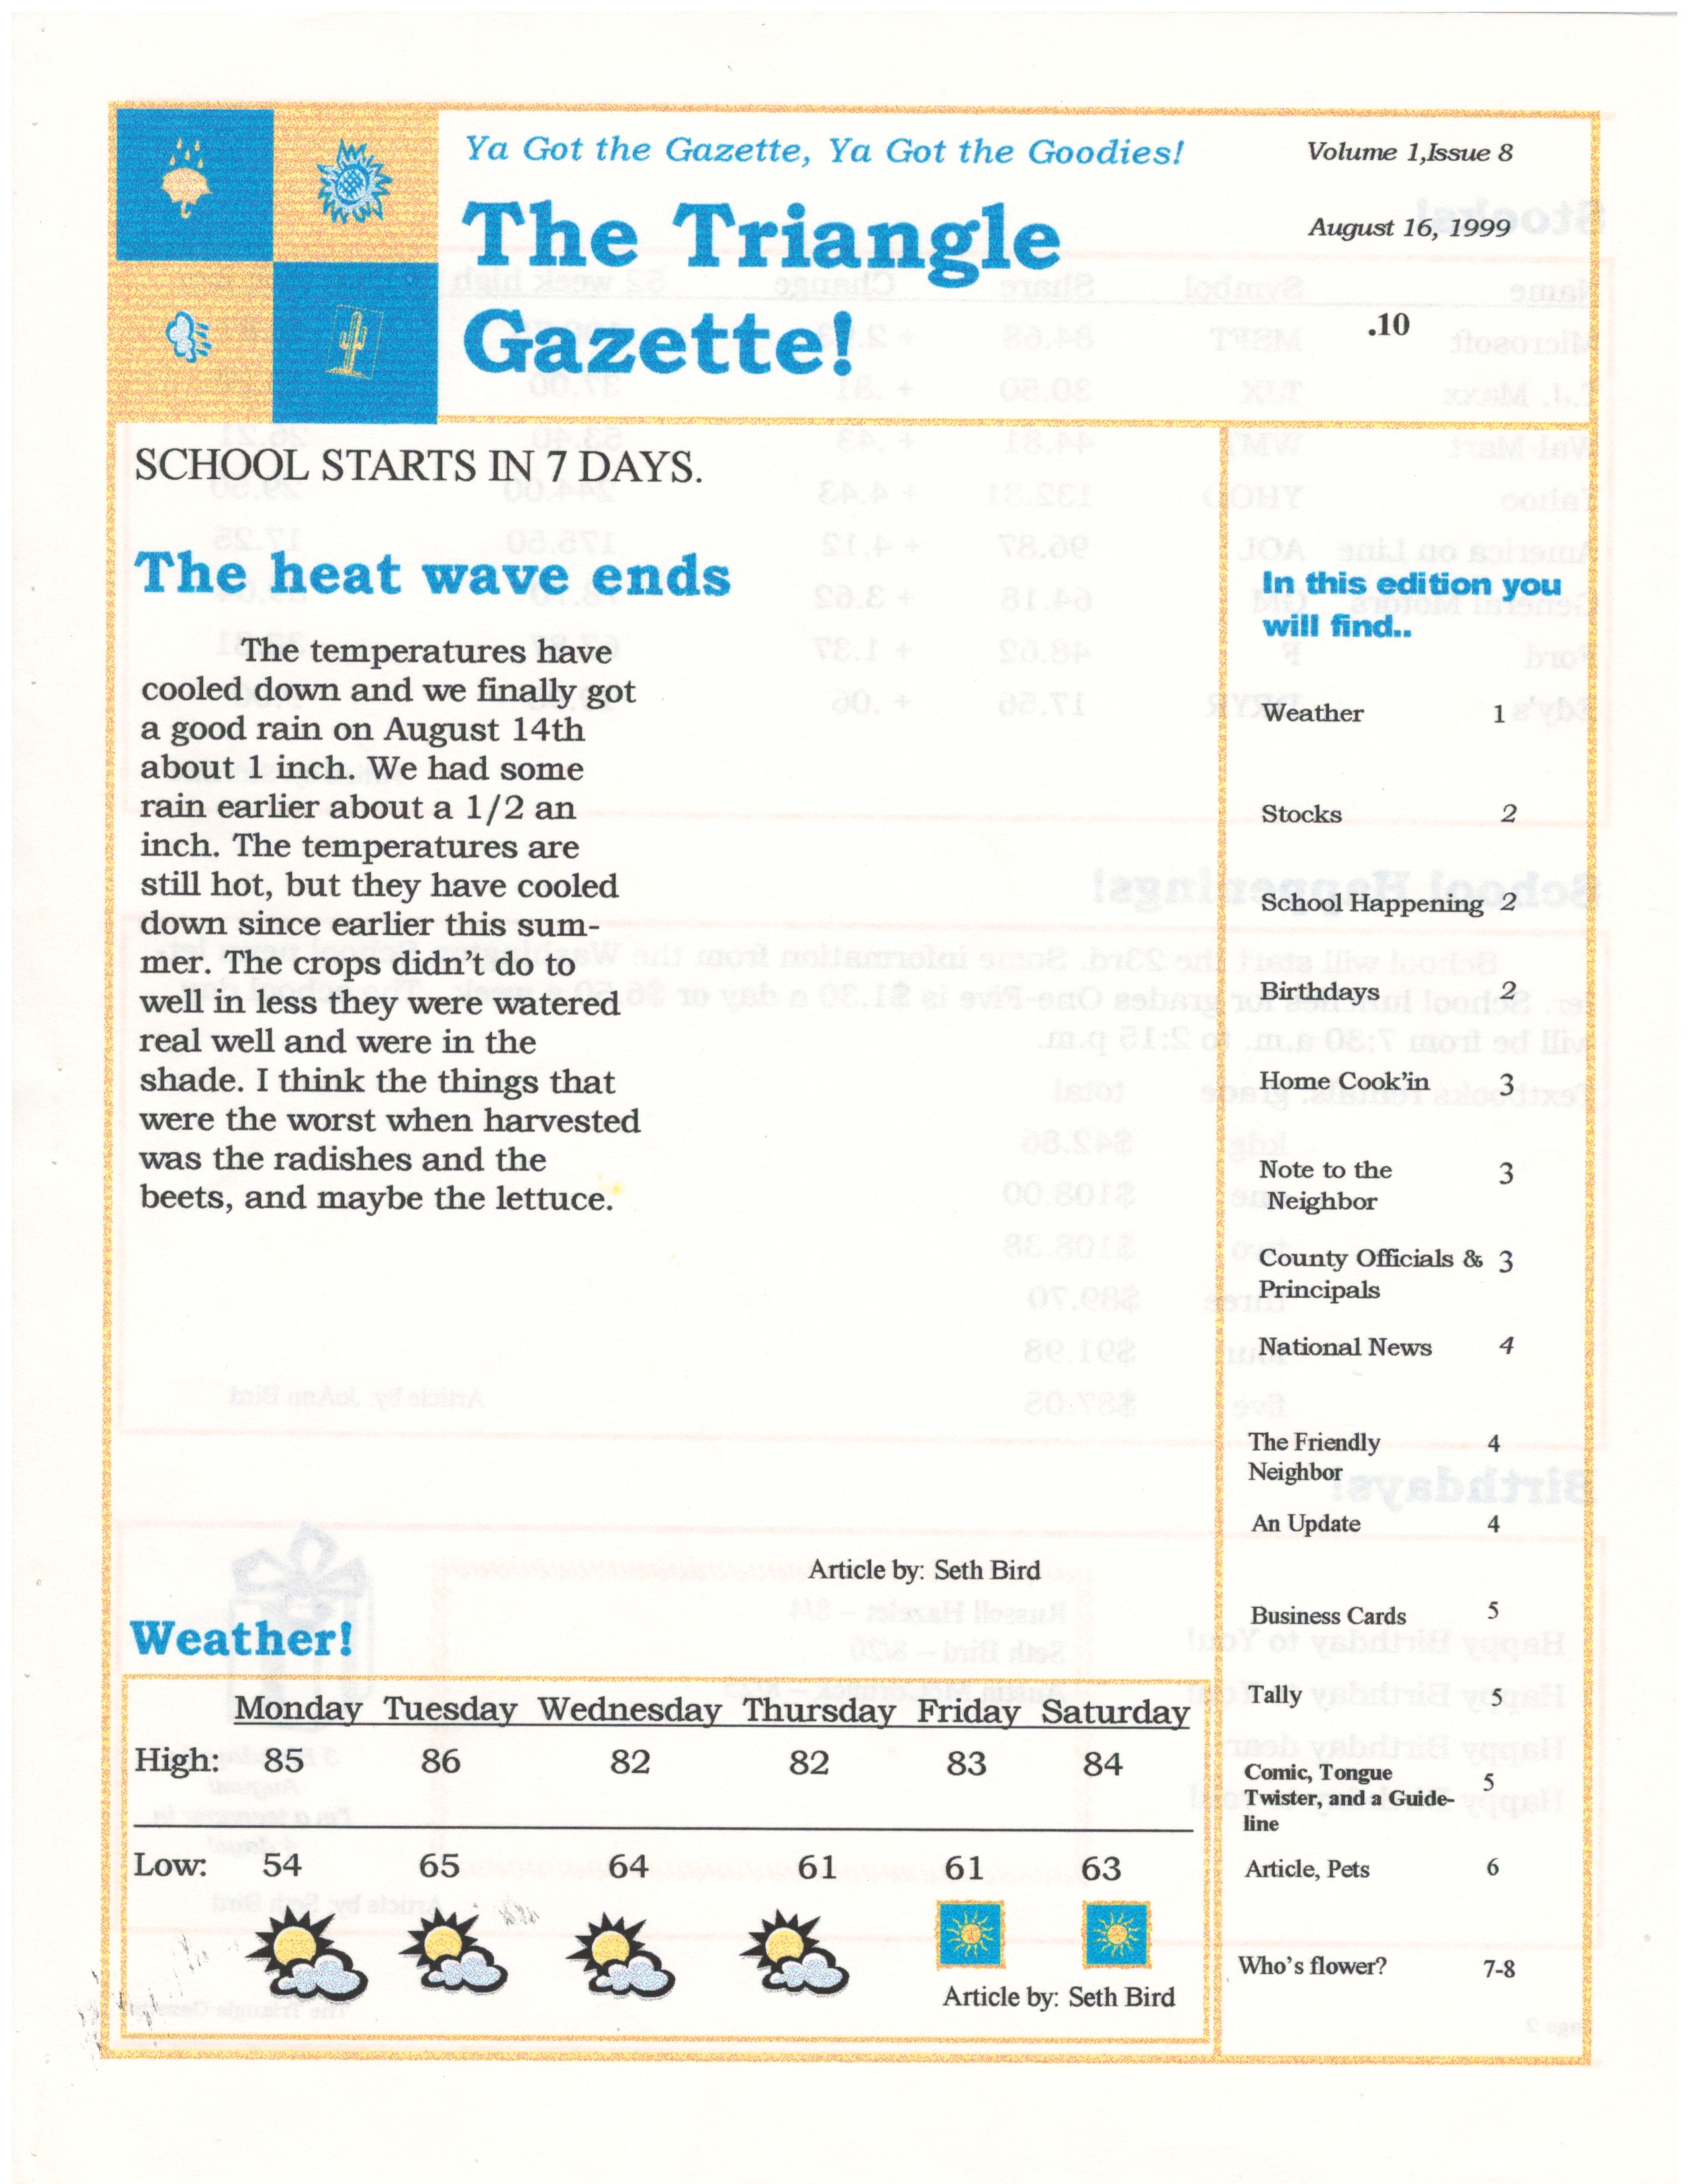 Ya Got the Gazette, Ya Got the Goodies!
The Triangle
Gazette!
Volume 1,Issue 8
August 16, 1999
.10
SCHOOL STARTS IN 7 DAYS.
The heat wave ends
The temperatures have
cooled down and we finally got
a good rain on August 14th
about 1 inch. We had some
rain earlier about a 1/2 an
inch. The temperatures are
still hot, but they have cooled
down since earlier this sum-
mer. The crops didn't do to
well in less they were watered
real well and were in the
shade. I think the things that
were the worst when harvested
was the radishes and the
beets, and maybe the lettuce.
Article by: Seth Bird
Weather!
Monday Tuesday Wednesday Thursday Friday Saturday
High: 85 86 82 82 83 84
Low: 54 65 64 61 61 63
Article by: Seth Bird
In this edition you
will find..
Weather 1
Stocks 2
School Happening 2
Birthdays 2
Home Cook'in 3
Note to the 3
Neighbor
County Officials & 3
Principals
National News 4
The Friendly 4
Neighbor
An Update 4
Business Cards 5
Tally 5
Comic, Tongue 5
Twister, and a Guide-
line
Article, Pets 6
Who's flower? 7-8